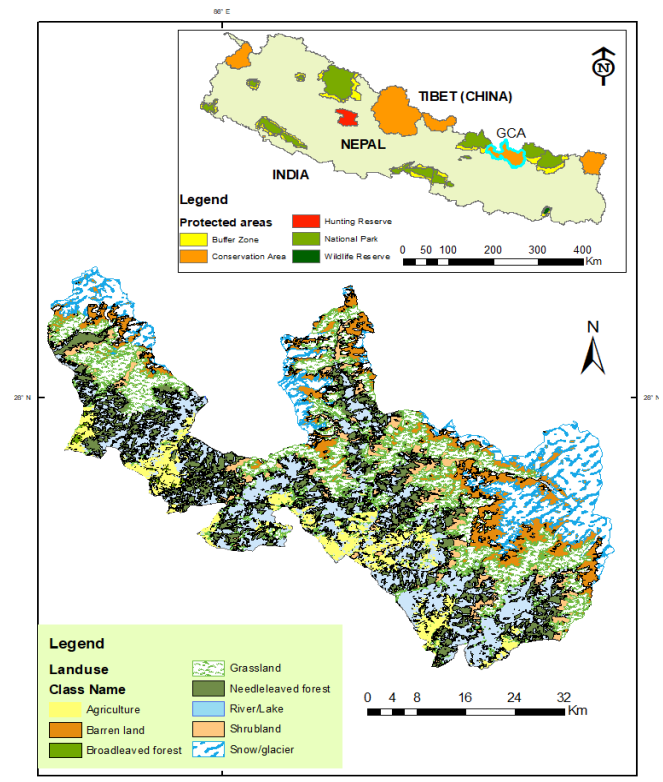 86° E
N
TIBET (CHINA)
GCA
NEPAL
INDIA
Legend
Protected areas
Buffer Zone
Conservation Area
Hunting Reserve
National Park
Wildlife Reserve
0 50 100 200 300 400
Km
N
28° N
28° N
Legend
Landuse
Class Name
Agriculture
Barren land
Broadleaved forest
Grassland
Needleleaved forest
River/Lake
Shrubland
Snow/glacier
0 4 8 16 24 32
Km